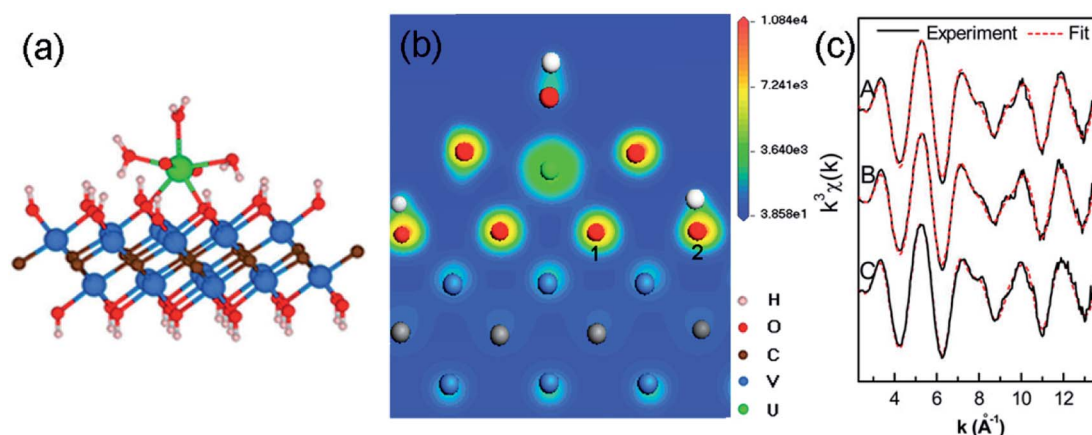 (a)
(b)
1
2
1.084e4
7.241e3
3.640e3
3.858e1
H
O
C
V
U
(c)
Experiment
Fit
A
B
C
k³χ(k)
4 6 8 10 12
k (Å⁻¹)